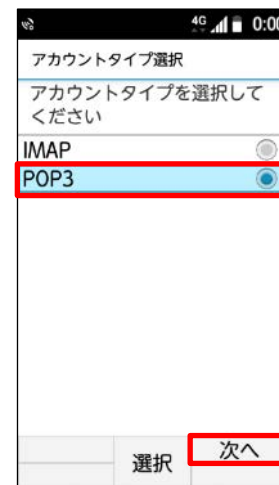 4G 0:00
アカウントタイプ選択
アカウントタイプを選択して
ください
IMAP
POP3
次へ
選択